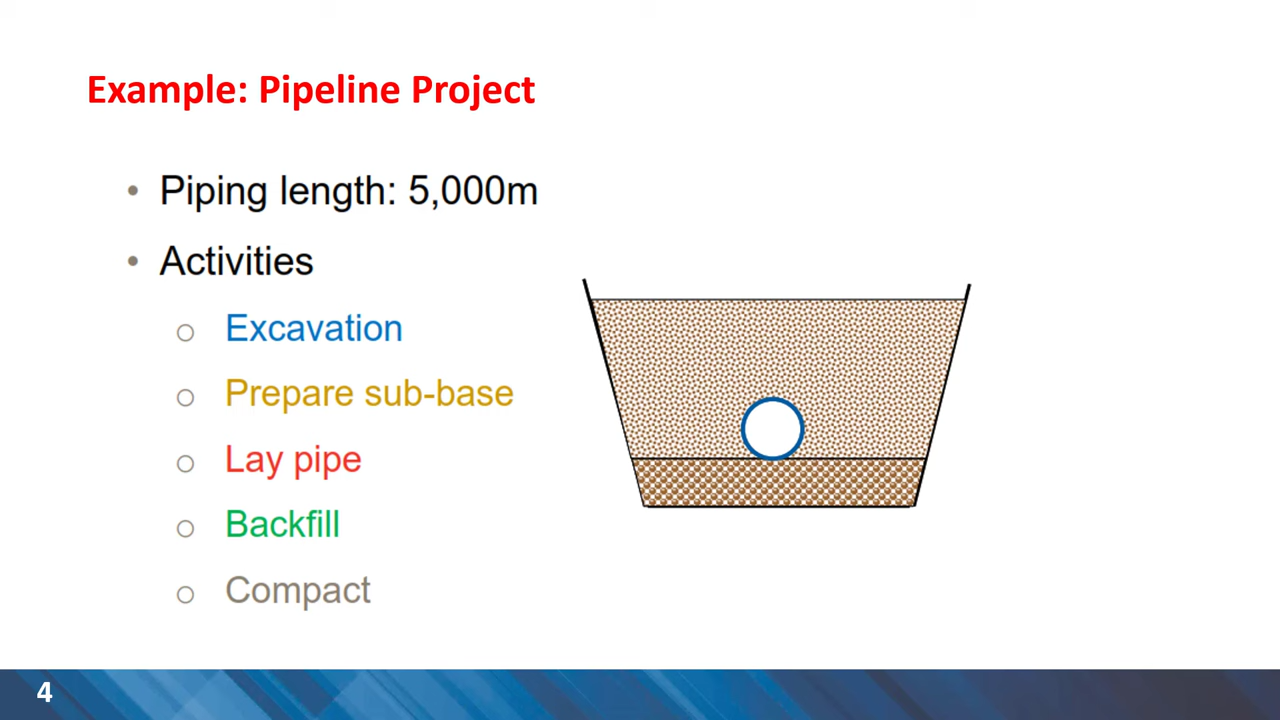 Example: Pipeline Project
• Piping length: 5,000m
• Activities
o Excavation
o Prepare sub-base
o Lay pipe
o Backfill
o Compact
4